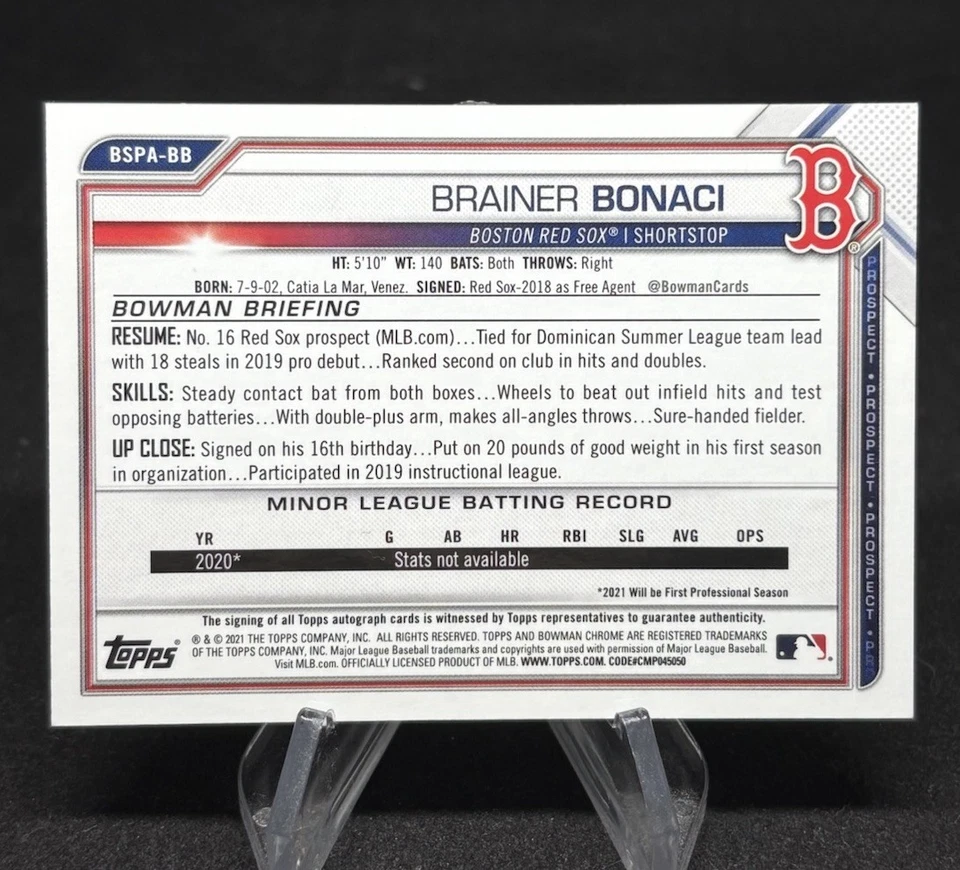 BSPA-BB
B
BRAINER BONACI
BOSTON RED SOX® | SHORTSTOP
HT: 5'10" WT: 140 BATS: Both THROWS: Right
BORN: 7-9-02, Catia La Mar, Venez. SIGNED: Red Sox-2018 as Free Agent @BowmanCards
BOWMAN BRIEFING
RESUME: No. 16 Red Sox prospect (MLB.com)...Tied for Dominican Summer League team lead
with 18 steals in 2019 pro debut...Ranked second on club in hits and doubles.
SKILLS: Steady contact bat from both boxes...Wheels to beat out infield hits and test
opposing batteries...With double-plus arm, makes all-angles throws...Sure-handed fielder.
UP CLOSE: Signed on his 16th birthday...Put on 20 pounds of good weight in his first season
in organization...Participated in 2019 instructional league.
MINOR LEAGUE BATTING RECORD
YR G AB HR RBI SLG AVG OPS
2020* Stats not available
*2021 Will be First Professional Season
The signing of all Topps autograph cards is witnessed by Topps representatives to guarantee authenticity.
Topps®
® & © 2021 THE TOPPS COMPANY, INC. ALL RIGHTS RESERVED. TOPPS AND BOWMAN CHROME ARE REGISTERED TRADEMARKS
OF THE TOPPS COMPANY, INC. Major League Baseball trademarks and copyrights are used with permission of Major League Baseball.
Visit MLB.com. OFFICIALLY LICENSED PRODUCT OF MLB. WWW.TOPPS.COM. CODE#CMP045050
PROSPECT • PROSPECT • PROSPECT • PR